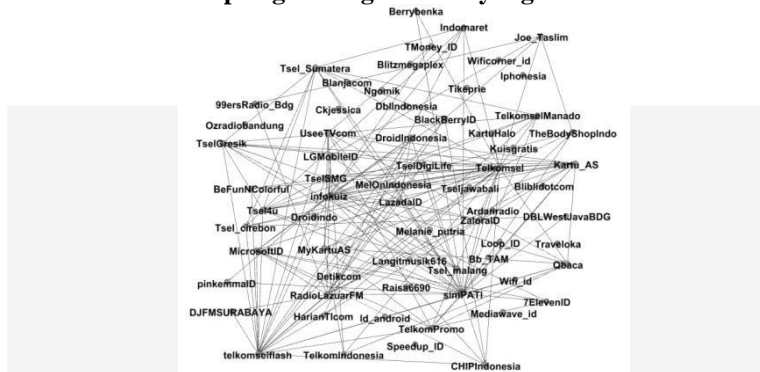 Berrybenka
Indomaret
Joe_Taslim
TMoney_ID
Blitzmegaplex
Wificorner_id
Tsel_Sumatera
Iphonesia
Blanjacom
Ngomik
Tikeprie
99ersRadio_Bdg
Ckjessica
DblIndonesia
BlackBerryID
TelkomselManado
OzradioBandung
UseeTVcom
DroidIndonesia
KartuHalo
TheBodyShopIndo
TselGresik
Kuisgratis
LGMobileID
TselDigiLife
Telkomsel
Kartu_AS
TselSMG
MelOnIndonesia
Tseljawabali
Bliblidotcom
BeFunNColorful
infokuiz
LazadaID
Tsel4u
Droidindo
Ardanradio
ZaloraID
DBLWestJavaBDG
Tsel_cirebon
Melanie_putria
MicrosoftID
MyKartuAS
Loop_ID
Traveloka
Langitmusik616
Bb_TAM
Tsel_malang
Qbaca
pinkemmaID
Detikcom
Wifi_id
RadioLazuarFM
Raisa6690
simPATI
7ElevenID
DJFMSURABAYA
HarianTIcom
Id_android
Mediawave_id
TelkomPromo
telkomselflash
TelkomIndonesia
Speedup_ID
CHIPIndonesia